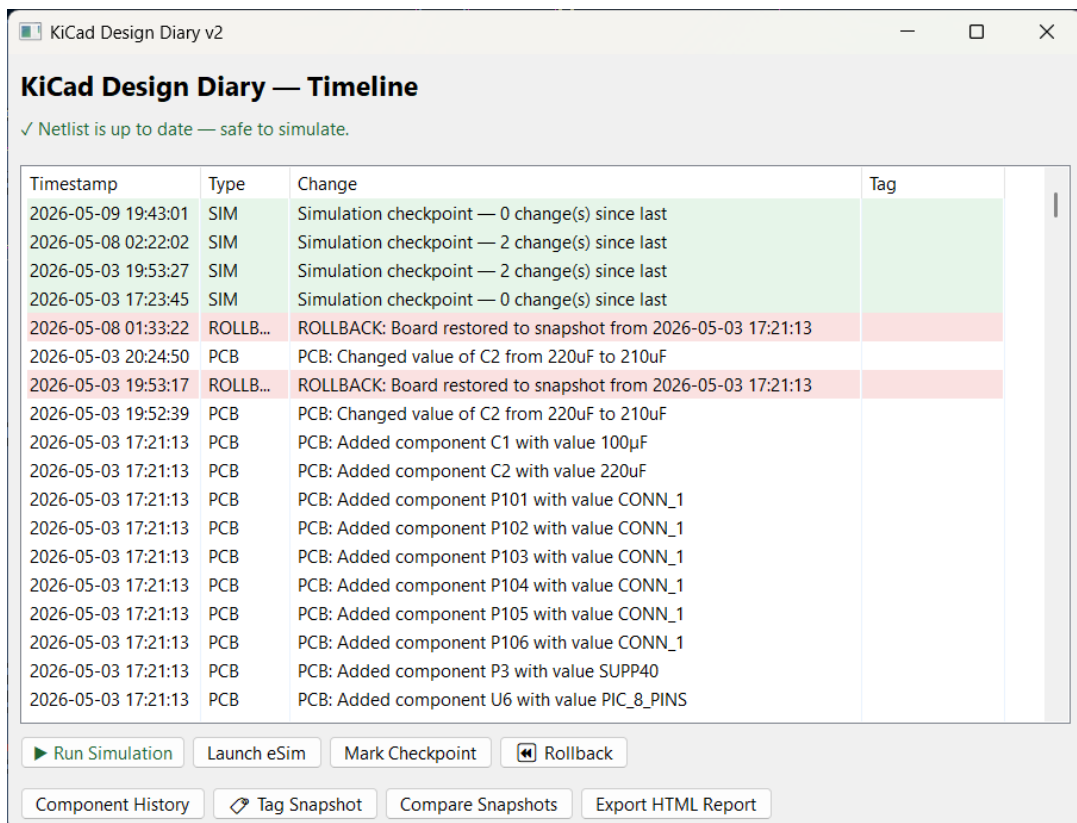 KiCad Design Diary v2
KiCad Design Diary — Timeline
✓ Netlist is up to date — safe to simulate.
Timestamp Type Change Tag
2026-05-09 19:43:01 SIM Simulation checkpoint — 0 change(s) since last
2026-05-08 02:22:02 SIM Simulation checkpoint — 2 change(s) since last
2026-05-03 19:53:27 SIM Simulation checkpoint — 2 change(s) since last
2026-05-03 17:23:45 SIM Simulation checkpoint — 0 change(s) since last
2026-05-08 01:33:22 ROLLB... ROLLBACK: Board restored to snapshot from 2026-05-03 17:21:13
2026-05-03 20:24:50 PCB PCB: Changed value of C2 from 220uF to 210uF
2026-05-03 19:53:17 ROLLB... ROLLBACK: Board restored to snapshot from 2026-05-03 17:21:13
2026-05-03 19:52:39 PCB PCB: Changed value of C2 from 220uF to 210uF
2026-05-03 17:21:13 PCB PCB: Added component C1 with value 100µF
2026-05-03 17:21:13 PCB PCB: Added component C2 with value 220uF
2026-05-03 17:21:13 PCB PCB: Added component P101 with value CONN_1
2026-05-03 17:21:13 PCB PCB: Added component P102 with value CONN_1
2026-05-03 17:21:13 PCB PCB: Added component P103 with value CONN_1
2026-05-03 17:21:13 PCB PCB: Added component P104 with value CONN_1
2026-05-03 17:21:13 PCB PCB: Added component P105 with value CONN_1
2026-05-03 17:21:13 PCB PCB: Added component P106 with value CONN_1
2026-05-03 17:21:13 PCB PCB: Added component P3 with value SUPP40
2026-05-03 17:21:13 PCB PCB: Added component U6 with value PIC_8_PINS
Run Simulation Launch eSim Mark Checkpoint Rollback
Component History Tag Snapshot Compare Snapshots Export HTML Report